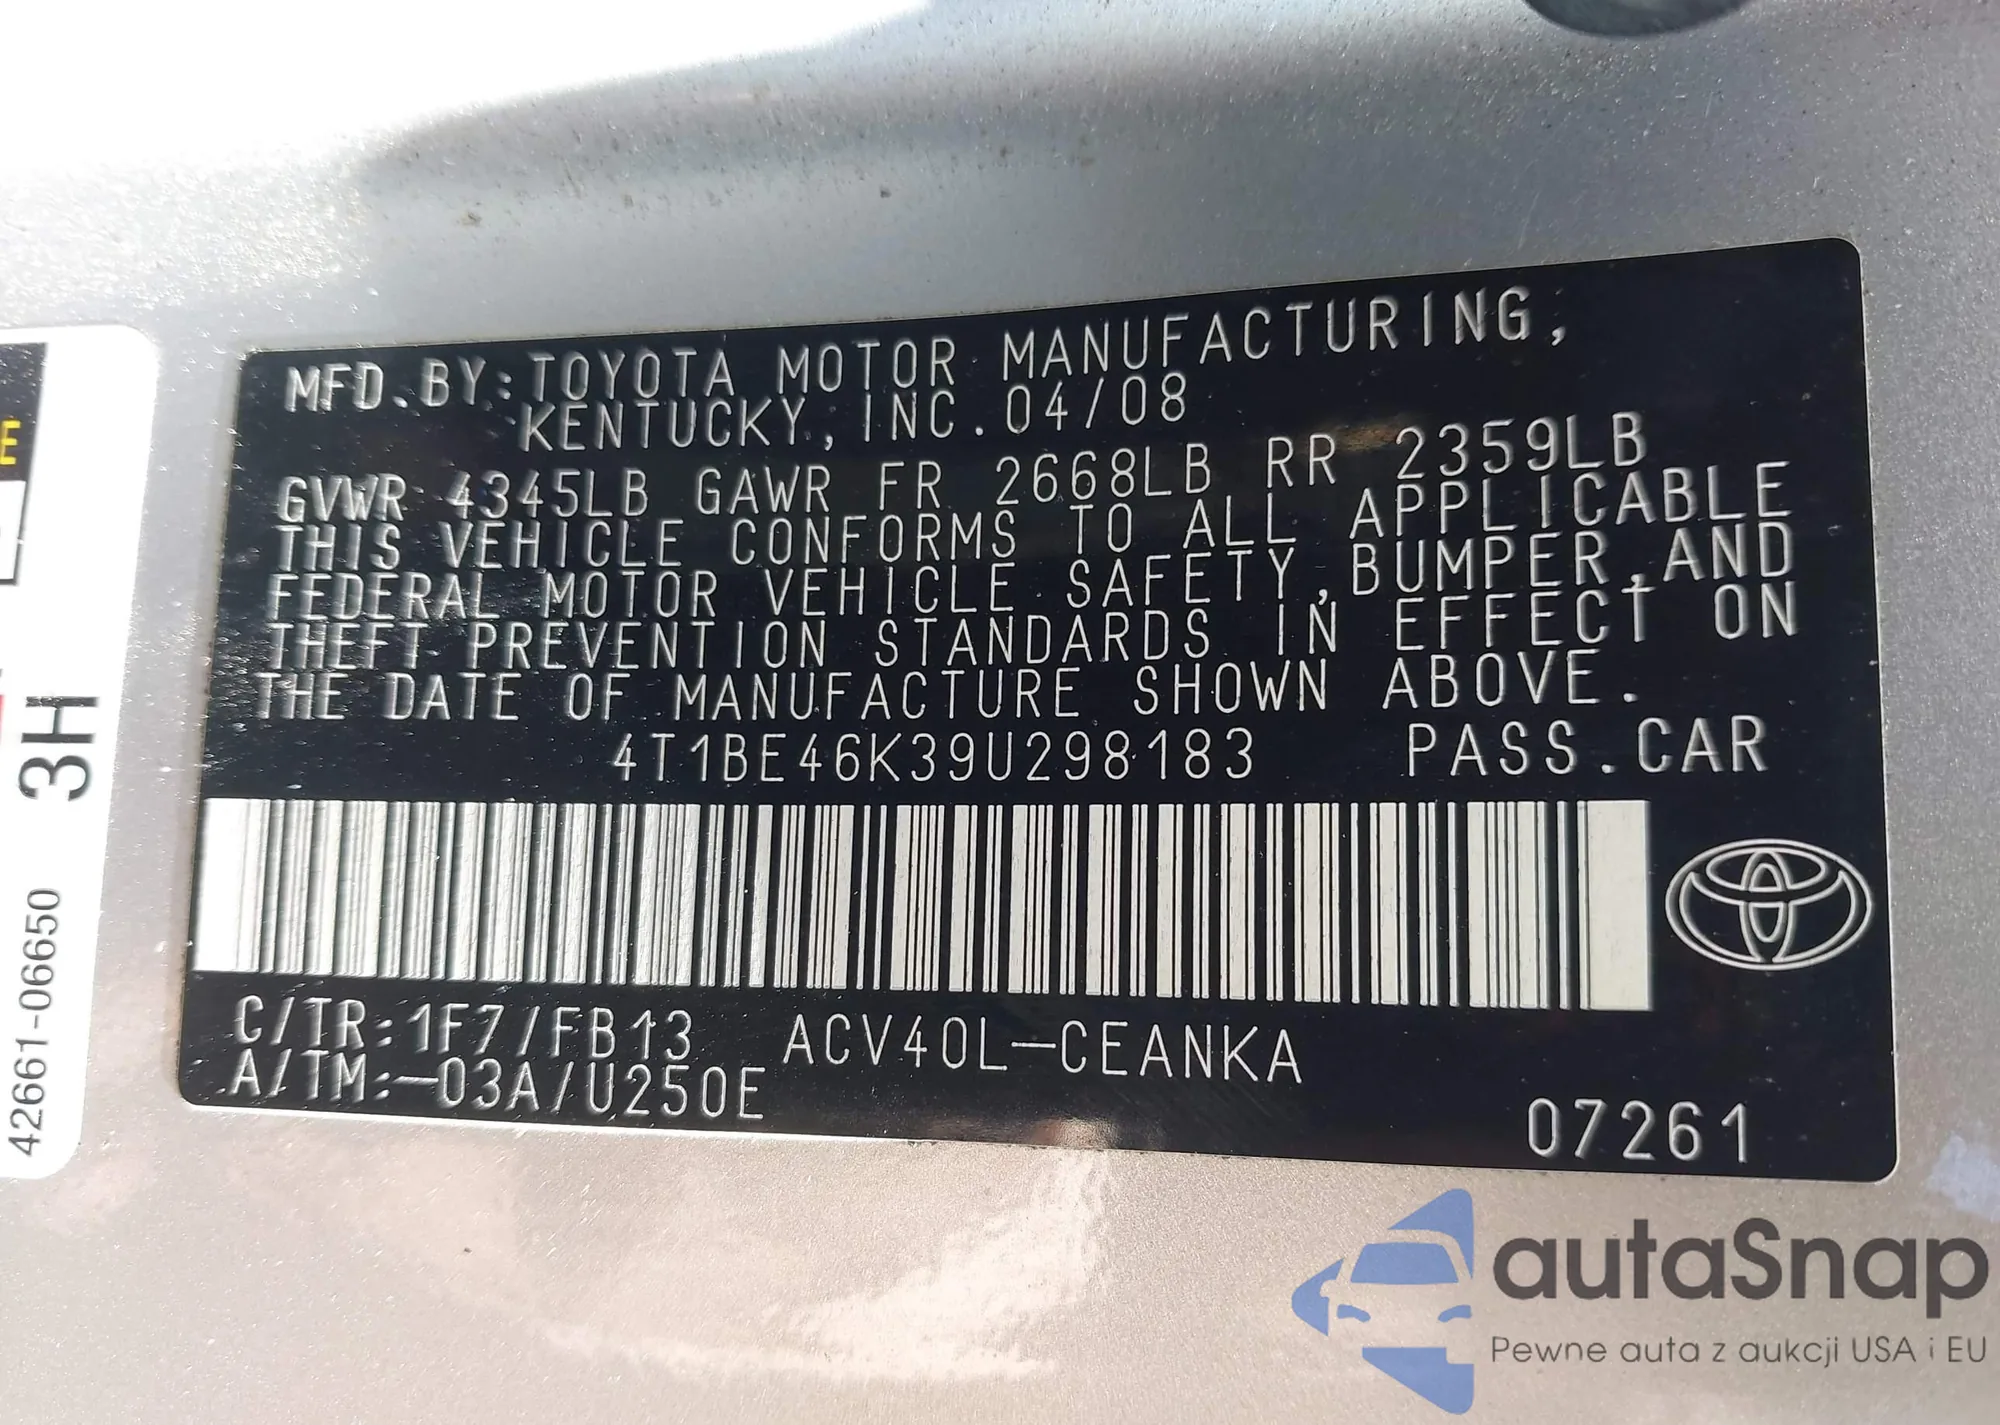 MFD.BY:TOYOTA MOTOR MANUFACTURING,
KENTUCKY, INC.04/08
GVWR 4345LB GAWR FR 2668LB RR 2359LB
THIS VEHICLE CONFORMS TO ALL APPLICABLE
FEDERAL MOTOR VEHICLE SAFETY,BUMPER,AND
THEFT PREVENTION STANDARDS IN EFFECT ON
THE DATE OF MANUFACTURE SHOWN ABOVE.
4T1BE46K39U298183 PASS.CAR
C/TR:1F7/FB13 ACV40L-CEANKA
A/TM:-03A/U250E
07261
E
3H
42661-06650
autaSnap
Pewne auta z aukcji USA i EU